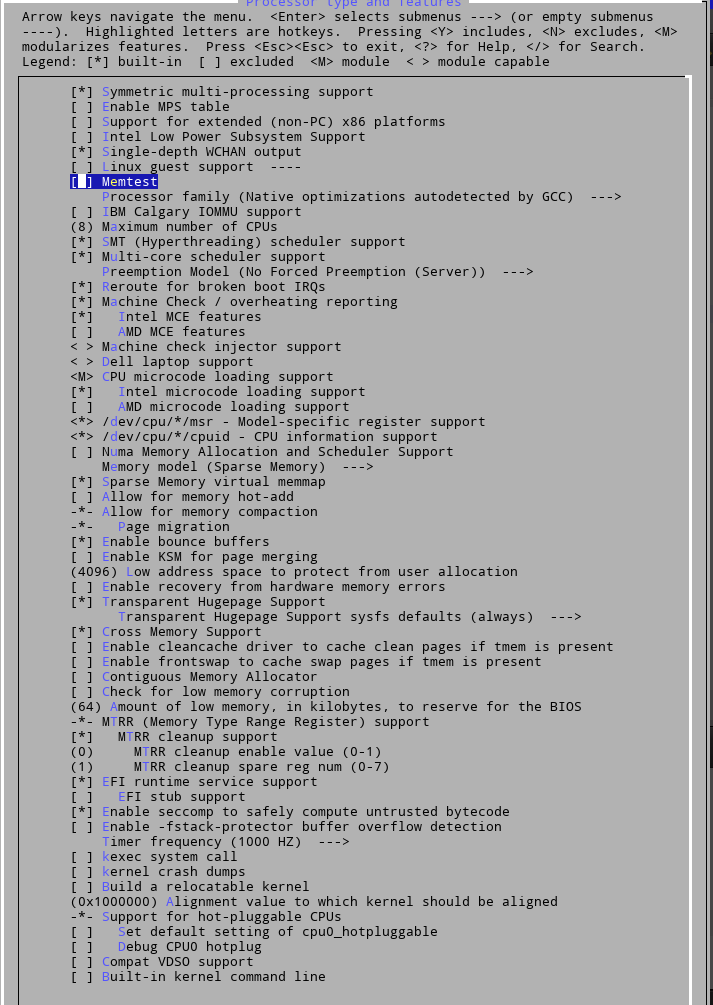 Processor type and features
Arrow keys navigate the menu.  <Enter> selects submenus ---> (or empty submenus
----).  Highlighted letters are hotkeys.  Pressing <Y> includes, <N> excludes, <M>
modularizes features.  Press <Esc><Esc> to exit, <?> for Help, </> for Search.
Legend: [*] built-in  [ ] excluded  <M> module  < > module capable
[*] Symmetric multi-processing support
[ ] Enable MPS table
[ ] Support for extended (non-PC) x86 platforms
[ ] Intel Low Power Subsystem Support
[*] Single-depth WCHAN output
[ ] Linux guest support  ----
[ ] Memtest
Processor family (Native optimizations autodetected by GCC)  --->
[ ] IBM Calgary IOMMU support
(8) Maximum number of CPUs
[*] SMT (Hyperthreading) scheduler support
[*] Multi-core scheduler support
Preemption Model (No Forced Preemption (Server))  --->
[*] Reroute for broken boot IRQs
[*] Machine Check / overheating reporting
[*]   Intel MCE features
[ ]   AMD MCE features
< > Machine check injector support
< > Dell laptop support
<M> CPU microcode loading support
[*]   Intel microcode loading support
[ ]   AMD microcode loading support
<*> /dev/cpu/*/msr - Model-specific register support
<*> /dev/cpu/*/cpuid - CPU information support
[ ] Numa Memory Allocation and Scheduler Support
Memory model (Sparse Memory)  --->
[*] Sparse Memory virtual memmap
[ ] Allow for memory hot-add
-*- Allow for memory compaction
-*-   Page migration
[*] Enable bounce buffers
[ ] Enable KSM for page merging
(4096) Low address space to protect from user allocation
[ ] Enable recovery from hardware memory errors
[*] Transparent Hugepage Support
Transparent Hugepage Support sysfs defaults (always)  --->
[*] Cross Memory Support
[ ] Enable cleancache driver to cache clean pages if tmem is present
[ ] Enable frontswap to cache swap pages if tmem is present
[ ] Contiguous Memory Allocator
[ ] Check for low memory corruption
(64) Amount of low memory, in kilobytes, to reserve for the BIOS
-*- MTRR (Memory Type Range Register) support
[*]   MTRR cleanup support
(0)     MTRR cleanup enable value (0-1)
(1)     MTRR cleanup spare reg num (0-7)
[*] EFI runtime service support
[ ]   EFI stub support
[*] Enable seccomp to safely compute untrusted bytecode
[ ] Enable -fstack-protector buffer overflow detection
Timer frequency (1000 HZ)  --->
[ ] kexec system call
[ ] kernel crash dumps
[ ] Build a relocatable kernel
(0x1000000) Alignment value to which kernel should be aligned
-*- Support for hot-pluggable CPUs
[ ]   Set default setting of cpu0_hotpluggable
[ ]   Debug CPU0 hotplug
[ ] Compat VDSO support
[ ] Built-in kernel command line